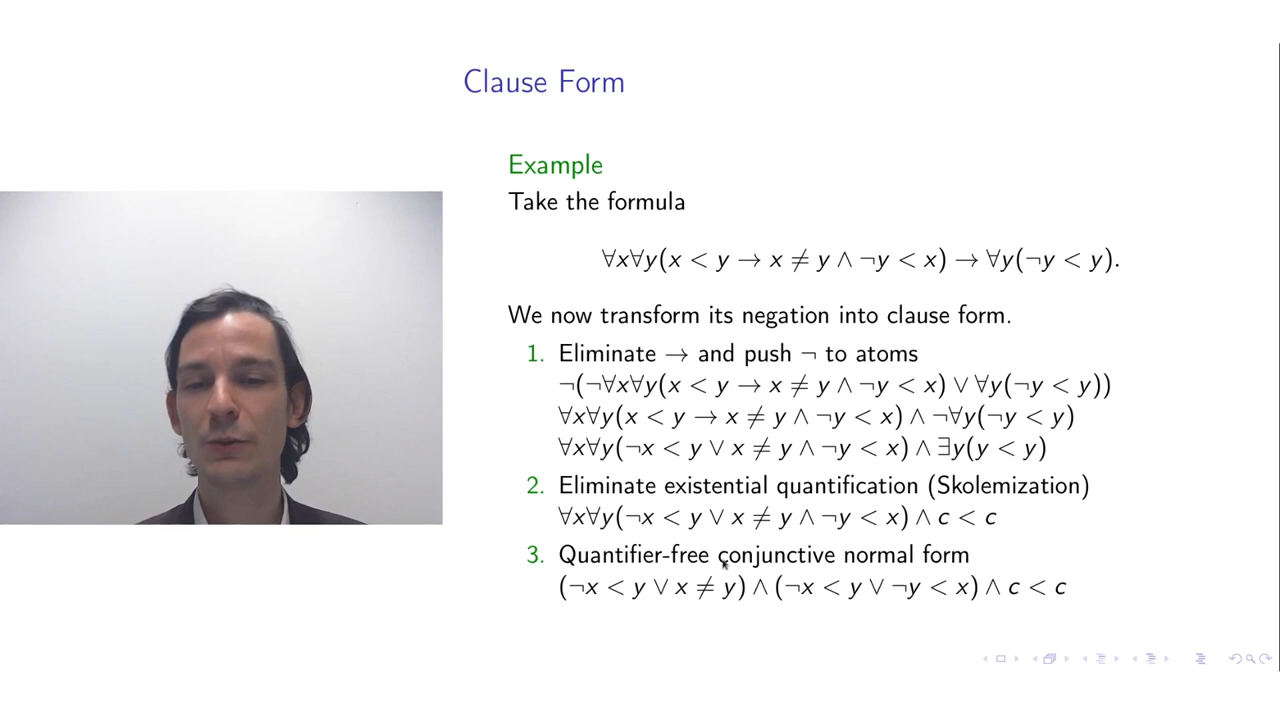 Clause Form
Example
Take the formula
∀x∀y(x < y → x ≠ y ∧ ¬y < x) → ∀y(¬y < y).
We now transform its negation into clause form.
1. Eliminate → and push ¬ to atoms
¬(¬∀x∀y(x < y → x ≠ y ∧ ¬y < x) ∨ ∀y(¬y < y))
∀x∀y(x < y → x ≠ y ∧ ¬y < x) ∧ ¬∀y(¬y < y)
∀x∀y(¬x < y ∨ x ≠ y ∧ ¬y < x) ∧ ∃y(y < y)
2. Eliminate existential quantification (Skolemization)
∀x∀y(¬x < y ∨ x ≠ y ∧ ¬y < x) ∧ c < c
3. Quantifier-free conjunctive normal form
(¬x < y ∨ x ≠ y) ∧ (¬x < y ∨ ¬y < x) ∧ c < c